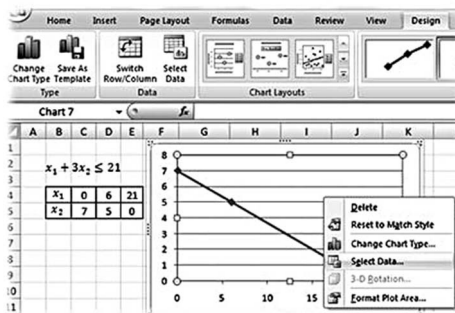 Home Insert Page Layout Formulas Data Review View Design
Change Chart Type
Save As Template
Switch Row/Column
Select Data
Type Data Chart Layouts
Chart 7 fx
A B C D E F G H I J K
1
2
3
4
5
6
7
8
9
10
11
x₁ + 3x₂ ≤ 21
x₁ 0 6 21
x₂ 7 5 0
8
7
6
5
4
3
2
1
0
0 5 10 15
Delete
Reset to Match Style
Change Chart Type...
Select Data...
3-D Rotation...
Format Plot Area...